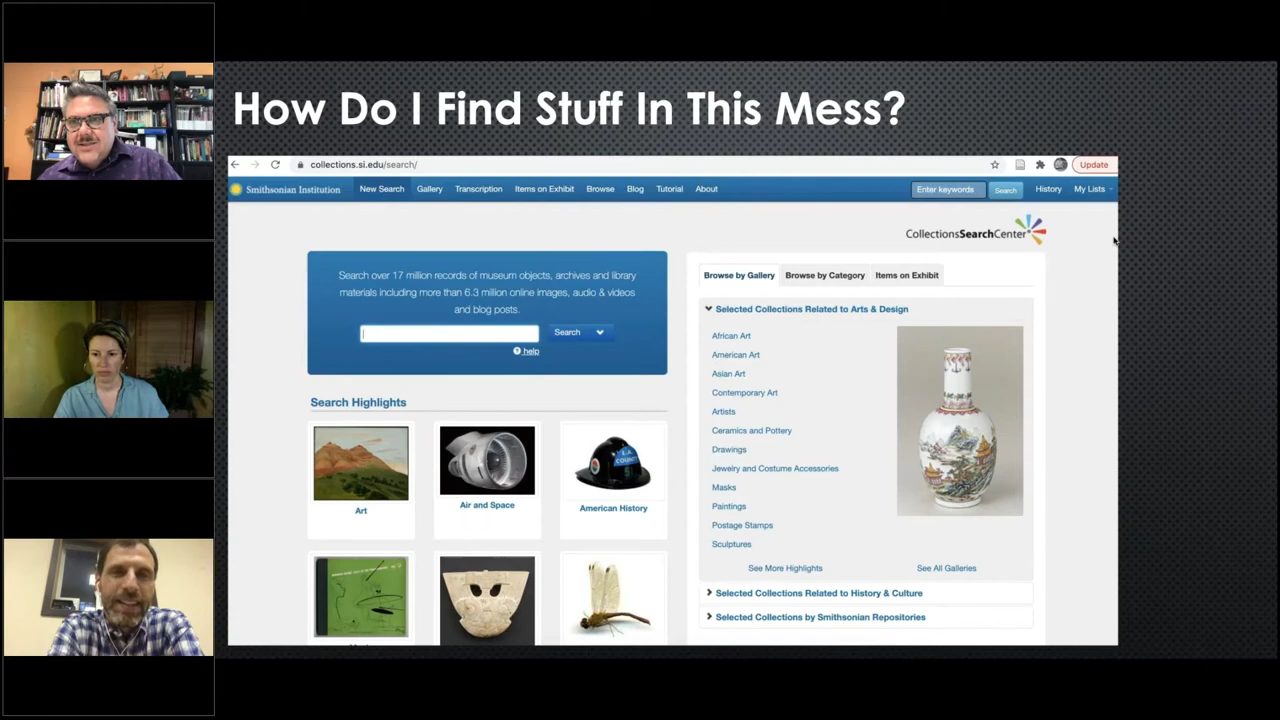 How Do I Find Stuff In This Mess?
collections.si.edu/search/
Update
Smithsonian Institution New Search Gallery Transcription Items on Exhibit Browse Blog Tutorial About Enter keywords Search History My Lists
CollectionsSearchCenter
Search over 17 million records of museum objects, archives and library
materials including more than 6.3 million online images, audio & videos
and blog posts.
Search
help
Search Highlights
Art
Air and Space
American History
L.A.
COUNTY
Browse by Gallery Browse by Category Items on Exhibit
Selected Collections Related to Arts & Design
African Art
American Art
Asian Art
Contemporary Art
Artists
Ceramics and Pottery
Drawings
Jewelry and Costume Accessories
Masks
Paintings
Postage Stamps
Sculptures
See More Highlights See All Galleries
Selected Collections Related to History & Culture
Selected Collections by Smithsonian Repositories